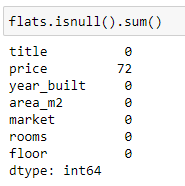 flats.isnull().sum()
title 0
price 72
year_built 0
area_m2 0
market 0
rooms 0
floor 0
dtype: int64